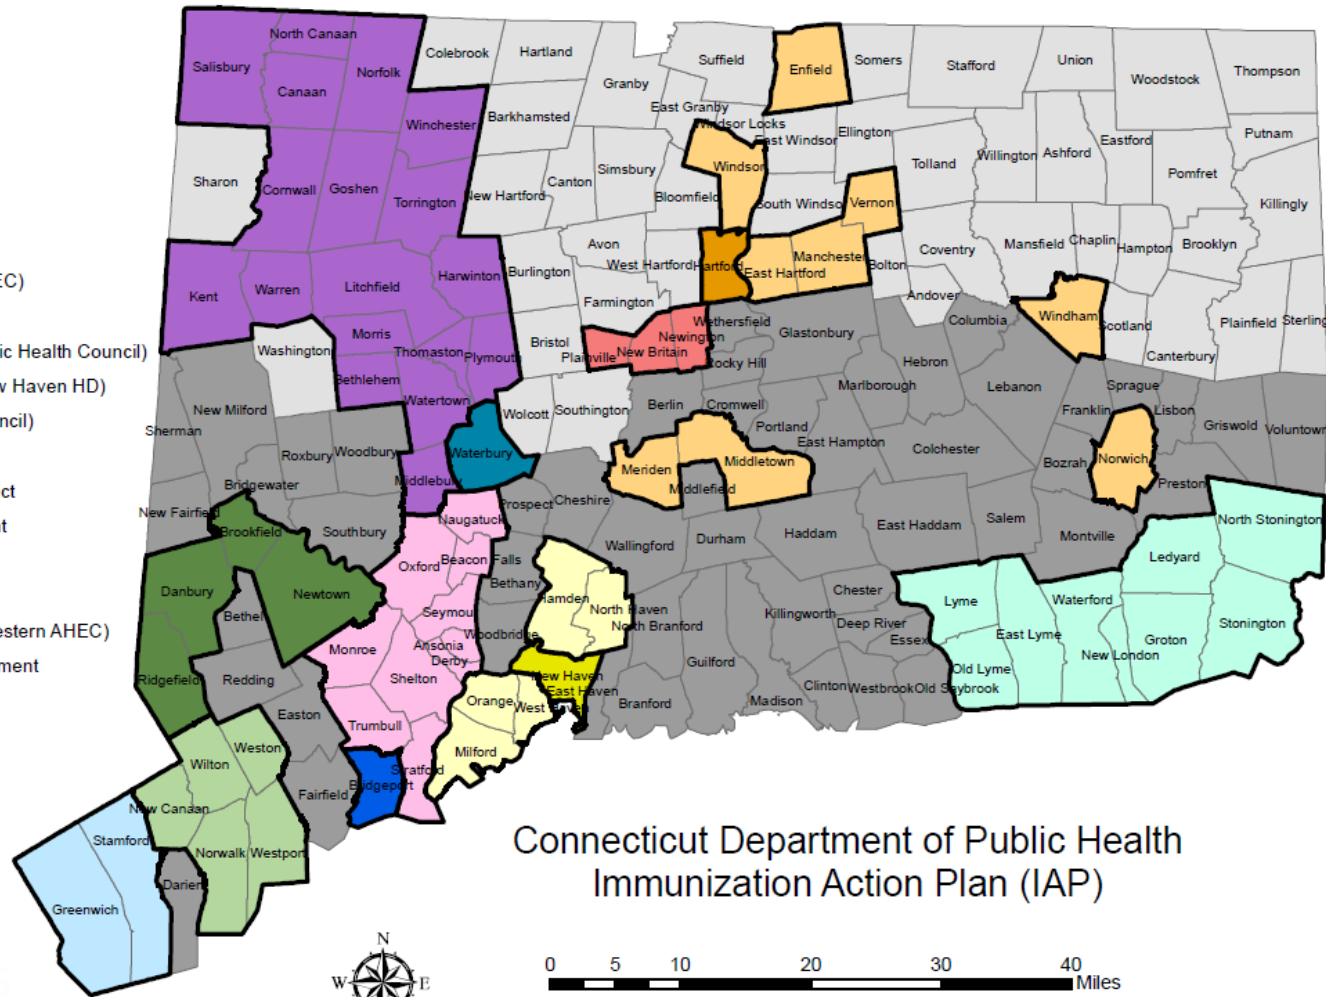 North Canaan
Colebrook
Hartland
Suffield
Enfield
Somers
Stafford
Union
Woodstock
Thompson
Salisbury
Norfolk
Canaan
Granby
East Granby
Winchester
Barkhamsted
Windsor Locks
East Windsor
Ellington
Willington
Ashford
Eastford
Putnam
Sharon
Cornwall
Goshen
Torrington
New Hartford
Canton
Simsbury
Bloomfield
Windsor
South Windso
Vernon
Tolland
Pomfret
Killingly
Avon
West Hartford
Hartford
East Hartford
Manchester
Bolton
Coventry
Mansfield
Chaplin
Hampton
Brooklyn
EC)
Kent
Warren
Litchfield
Harwinton
Burlington
Farmington
Andover
Columbia
Windham
Scotland
Plainfield
Sterling
ic Health Council)
Washington
Morris
Thomaston
Plymouth
Bristol
Plainville
New Britain
Newington
Wethersfield
Rocky Hill
Glastonbury
Hebron
Canterbury
w Haven HD)
Bethlehem
Watertown
Marlborough
Lebanon
Sprague
ncil)
New Milford
Sherman
Wolcott
Southington
Berlin
Cromwell
Portland
East Hampton
Colchester
Franklin
Lisbon
Griswold
Voluntown
Roxbury
Woodbury
Waterbury
Meriden
Middletown
Bozrah
Norwich
Preston
ect
Bridgewater
Middlebury
Prospect
Cheshire
Middlefield
nt
New Fairfield
Brookfield
Southbury
Naugatuck
Wallingford
Durham
Haddam
East Haddam
Salem
Montville
North Stonington
Oxford
Beacon Falls
Ledyard
Danbury
Newtown
Bethany
Hamden
Killingworth
Chester
Lyme
Waterford
Bethel
Seymour
North Haven
North Branford
Deep River
Essex
East Lyme
Groton
Stonington
estern AHEC)
Woodbridge
Monroe
Ansonia
Derby
ment
Ridgefield
Redding
Shelton
New Haven
East Haven
Guilford
Old Lyme
New London
Easton
Trumbull
Orange
West Haven
Branford
Madison
Clinton
Westbrook
Old Saybrook
Weston
Wilton
Milford
Stratford
Bridgeport
Fairfield
New Canaan
Stamford
Norwalk
Westport
Darien
Greenwich
Connecticut Department of Public Health
Immunization Action Plan (IAP)
N
W
E
0 5 10 20 30 40
Miles